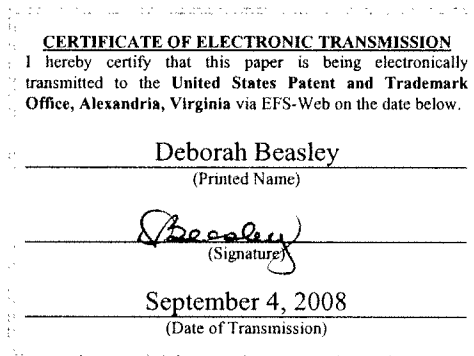 CERTIFICATE OF ELECTRONIC TRANSMISSION
I hereby certify that this paper is being electronically
transmitted to the United States Patent and Trademark
Office, Alexandria, Virginia via EFS-Web on the date below.
Deborah Beasley
(Printed Name)
DBeasley
(Signature)
September 4, 2008
(Date of Transmission)